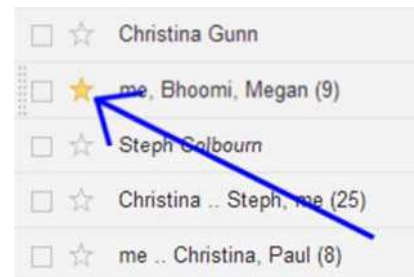 Christina Gunn
me, Bhoomi, Megan (9)
Steph Colbourn
Christina .. Steph, me (25)
me .. Christina, Paul (8)